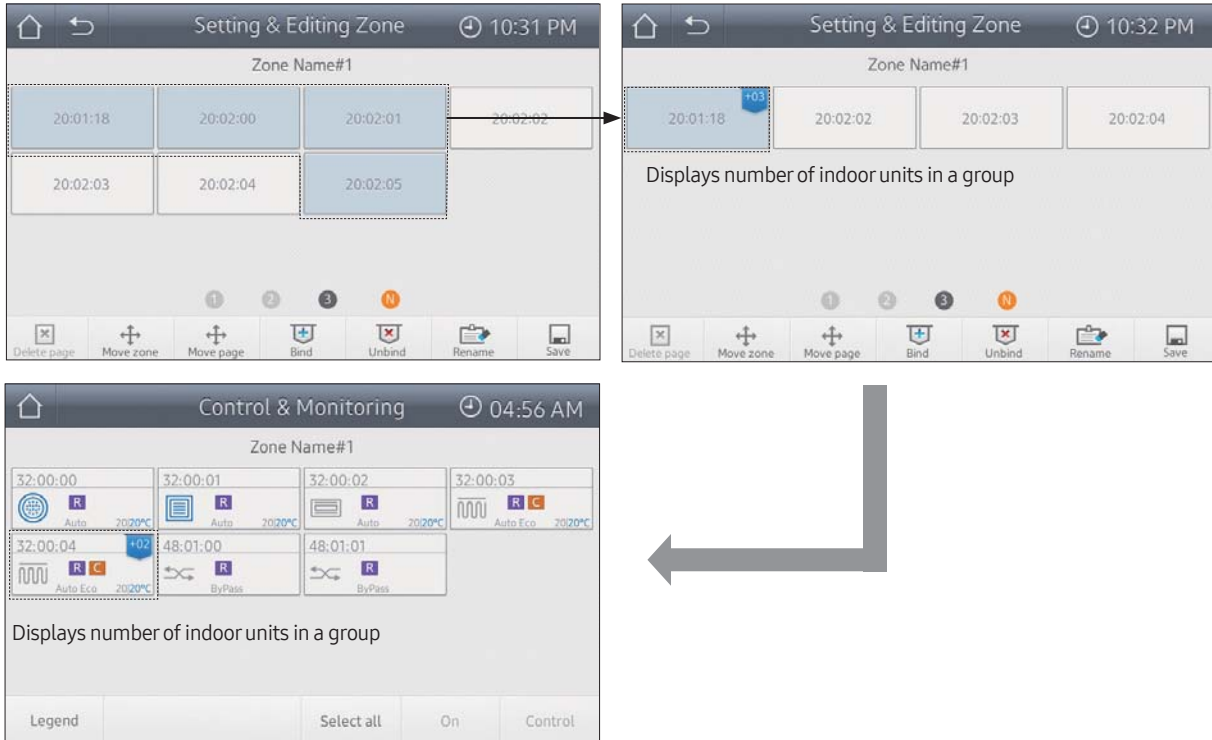 Setting & Editing Zone 10:31 PM
Zone Name#1
20:01:18 20:02:00 20:02:01 20:02:02
20:02:03 20:02:04 20:02:05
1 2 3 N
Delete page Move zone Move page Bind Unbind Rename Save
Setting & Editing Zone 10:32 PM
Zone Name#1
+03
20:01:18 20:02:02 20:02:03 20:02:04
Displays number of indoor units in a group
1 2 3 N
Delete page Move zone Move page Bind Unbind Rename Save
Control & Monitoring 04:56 AM
Zone Name#1
32:00:00 32:00:01 32:00:02 32:00:03
R R R R C
Auto 20|20°C Auto 20|20°C Auto 20|20°C Auto Eco 20|20°C
32:00:04 +02 48:01:00 48:01:01
R C R R
Auto Eco 20|20°C ByPass ByPass
Displays number of indoor units in a group
Legend Select all On Control